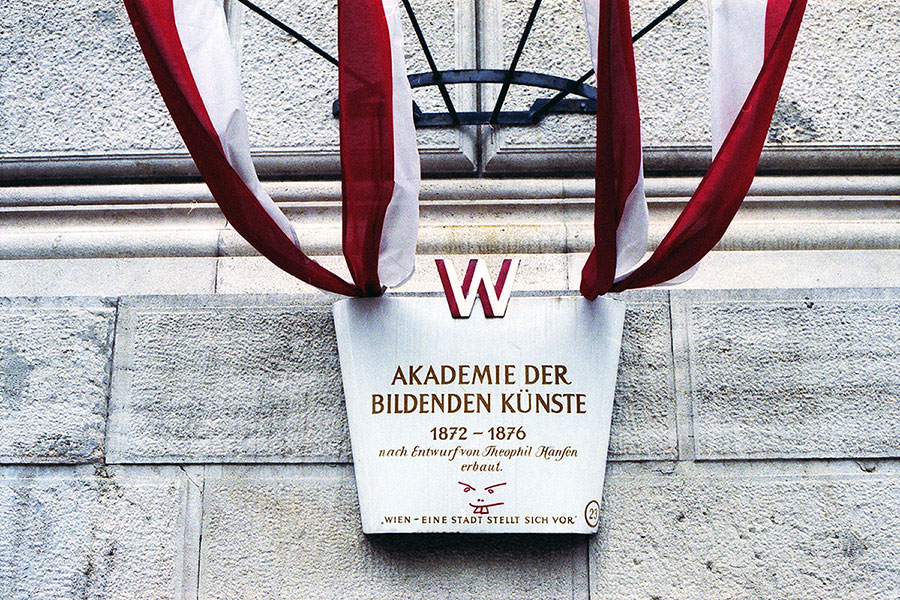 W
AKADEMIE DER
BILDENDEN KÜNSTE
1872 – 1876
nach Entwurf von Theophil Hansen
erbaut.
„WIEN – EINE STADT STELLT SICH VOR“
23